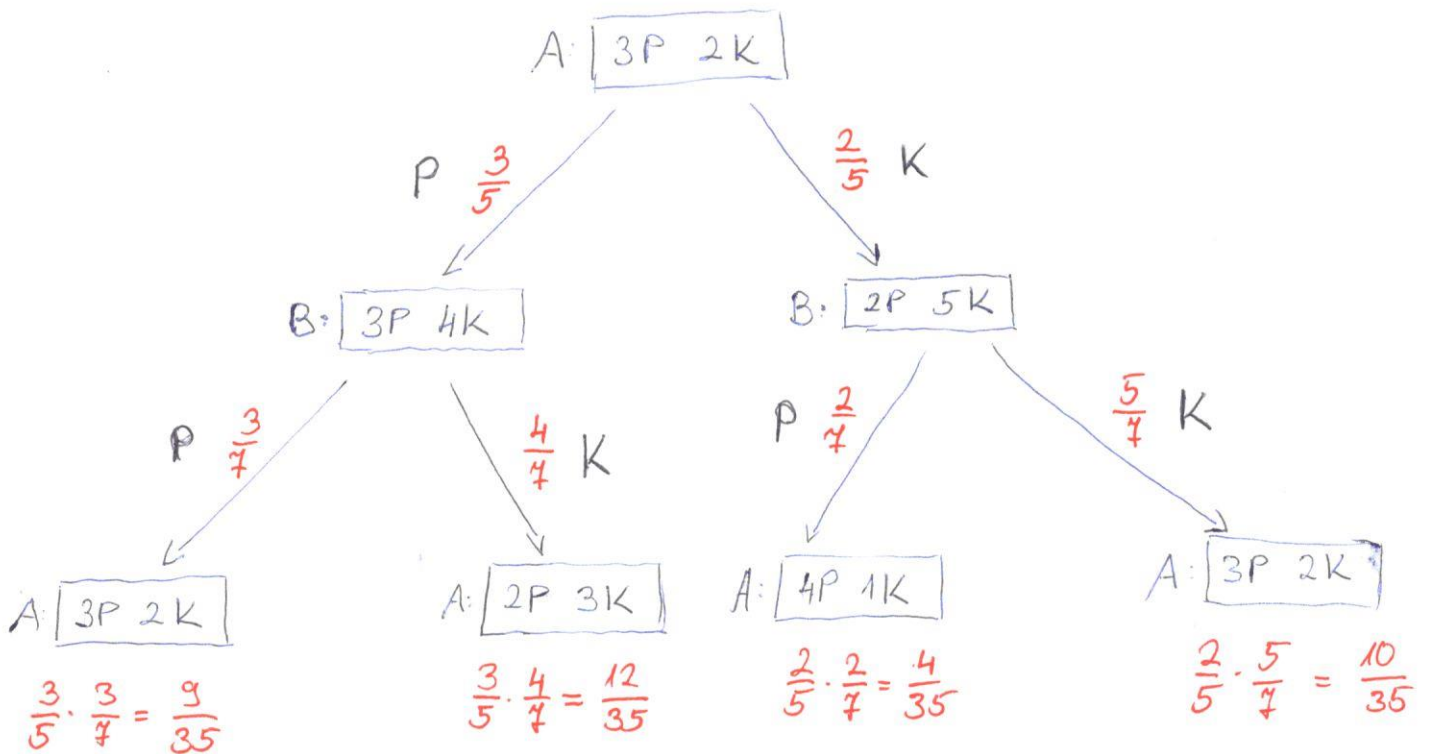 A: 3P 2K
P 3/5
2/5 K
B: 3P 4K
B: 2P 5K
P 3/7
4/7 K
P 2/7
5/7 K
A: 3P 2K
A: 2P 3K
A: 4P 1K
A: 3P 2K
3/5 · 3/7 = 9/35
3/5 · 4/7 = 12/35
2/5 · 2/7 = 4/35
2/5 · 5/7 = 10/35